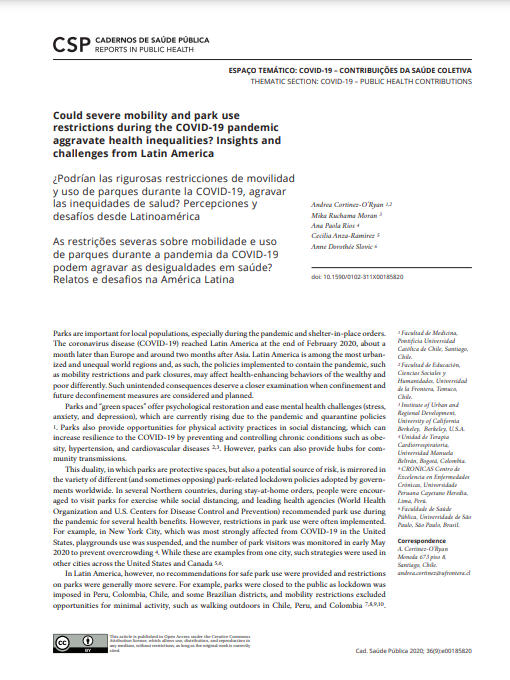 CSP CADERNOS DE SAÚDE PÚBLICA
REPORTS IN PUBLIC HEALTH
ESPAÇO TEMÁTICO: COVID-19 – CONTRIBUIÇÕES DA SAÚDE COLETIVA
THEMATIC SECTION: COVID-19 – PUBLIC HEALTH CONTRIBUTIONS
Could severe mobility and park use
restrictions during the COVID-19 pandemic
aggravate health inequalities? Insights and
challenges from Latin America
¿Podrían las rigurosas restricciones de movilidad
y uso de parques durante la COVID-19, agravar
las inequidades de salud? Percepciones y
desafíos desde Latinoamérica
As restrições severas sobre mobilidade e uso
de parques durante a pandemia da COVID-19
podem agravar as desigualdades em saúde?
Relatos e desafios na América Latina
Andrea Cortinez-O'Ryan 1,2
Mika Ruchama Moran 3
Ana Paola Rios 4
Cecilia Anza-Ramirez 5
Anne Dorothée Slovic 6
doi: 10.1590/0102-311X00185820
Parks are important for local populations, especially during the pandemic and shelter-in-place orders.
The coronavirus disease (COVID-19) reached Latin America at the end of February 2020, about a
month later than Europe and around two months after Asia. Latin America is among the most urban-
ized and unequal world regions and, as such, the policies implemented to contain the pandemic, such
as mobility restrictions and park closures, may affect health-enhancing behaviors of the wealthy and
poor differently. Such unintended consequences deserve a closer examination when confinement and
future deconfinement measures are considered and planned.
Parks and "green spaces" offer psychological restoration and ease mental health challenges (stress,
anxiety, and depression), which are currently rising due to the pandemic and quarantine policies
1. Parks also provide opportunities for physical activity practices in social distancing, which can
increase resilience to the COVID-19 by preventing and controlling chronic conditions such as obe-
sity, hypertension, and cardiovascular diseases 2,3. However, parks can also provide hubs for com-
munity transmissions.
This duality, in which parks are protective spaces, but also a potential source of risk, is mirrored in
the variety of different (and sometimes opposing) park-related lockdown policies adopted by govern-
ments worldwide. In several Northern countries, during stay-at-home orders, people were encour-
aged to visit parks for exercise while social distancing, and leading health agencies (World Health
Organization and U.S. Centers for Disease Control and Prevention) recommended park use during
the pandemic for several health benefits. However, restrictions in park use were often implemented.
For example, in New York City, which was most strongly affected from COVID-19 in the United
States, playgrounds use was suspended, and the number of park visitors was monitored in early May
2020 to prevent overcrowding 4. While these are examples from one city, such strategies were used in
other cities across the United States and Canada 5,6.
In Latin America, however, no recommendations for safe park use were provided and restrictions
on parks were generally more severe. For example, parks were closed to the public as lockdown was
imposed in Peru, Colombia, Chile, and some Brazilian districts, and mobility restrictions excluded
opportunities for minimal activity, such as walking outdoors in Chile, Peru, and Colombia 7,8,9,10.
1 Facultad de Medicina,
Pontificia Universidad
Católica de Chile, Santiago,
Chile.
2 Facultad de Educación,
Ciencias Sociales y
Humanidades, Universidad
de la Frontera, Temuco,
Chile.
3 Institute of Urban and
Regional Development,
University of California
Berkeley, Berkeley, U.S.A.
4 Unidad de Terapia
Cardiorrespiratoria,
Universidad Manuela
Beltrán, Bogotá, Colombia.
5 CRONICAS Centro de
Excelencia en Enfermedades
Crónicas, Universidad
Peruana Cayetano Heredia,
Lima, Perú.
6 Faculdade de Saúde
Pública, Universidade de São
Paulo, São Paulo, Brasil.
Correspondence
A. Cortinez-O'Ryan
Moneda 673 piso 8,
Santiago, Chile.
andrea.cortinez@ufrontera.cl
cc BY
This article is published in Open Access under the Creative Commons
Attribution license, which allows use, distribution, and reproduction in
any medium, without restrictions, as long as the original work is correctly
cited.
Cad. Saúde Pública 2020; 36(9):e00185820